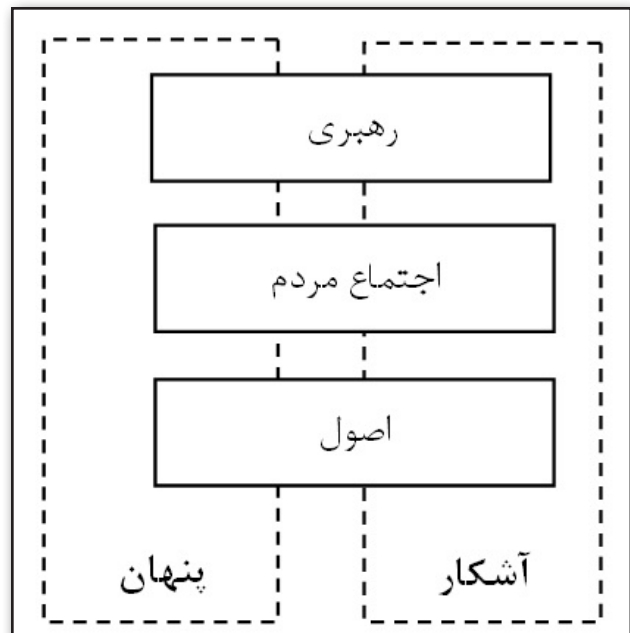 رهبری
اجتماع مردم
اصول
آشکار
پنهان